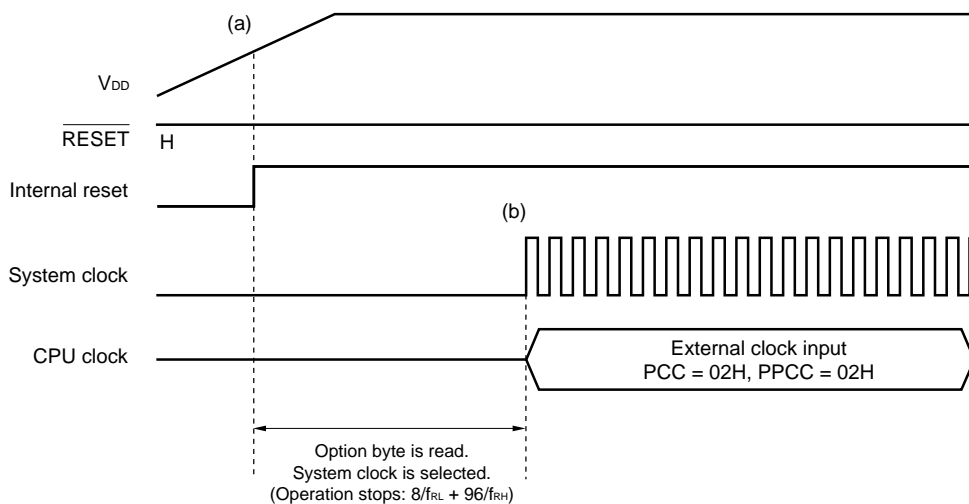 (a)
VDD
RESET
H
Internal reset
(b)
System clock
CPU clock
External clock input
PCC = 02H, PPCC = 02H
Option byte is read.
System clock is selected.
(Operation stops: 8/fRL + 96/fRH)